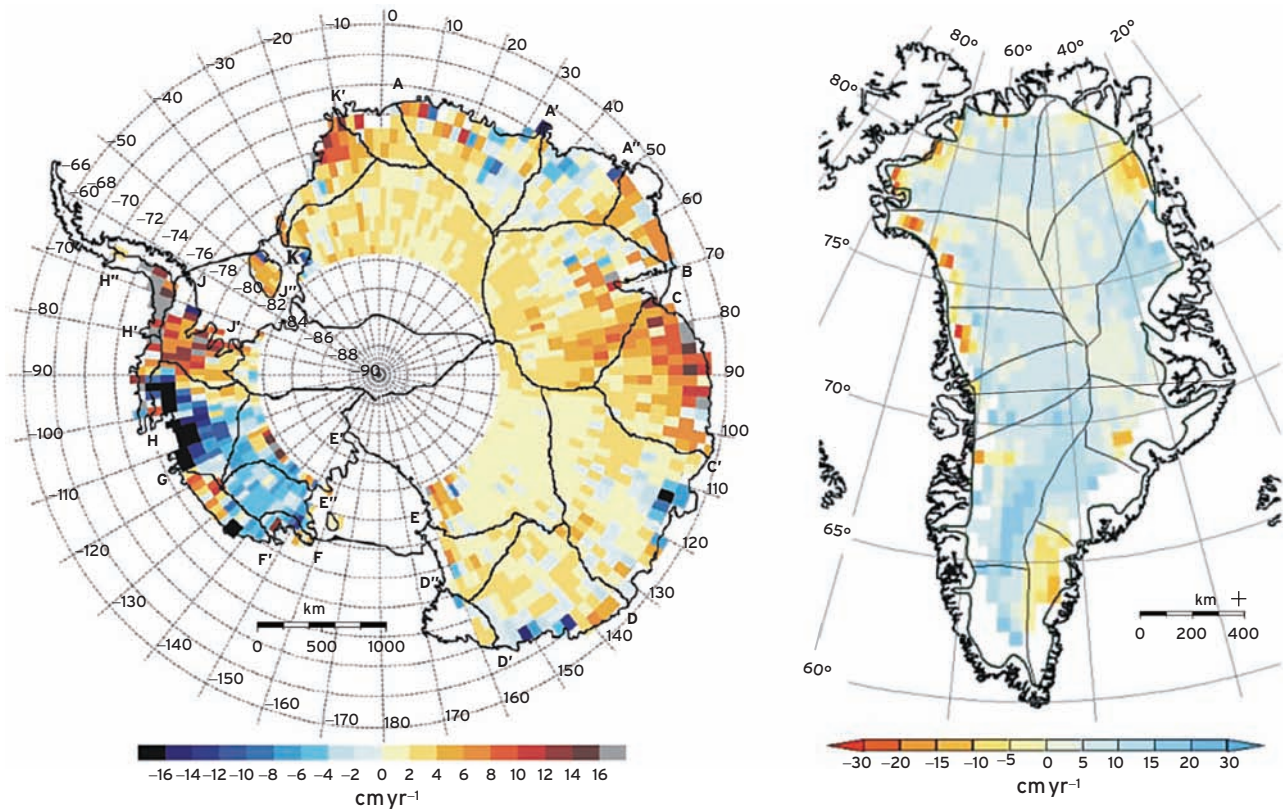 0
–10
10
–20
20
–30
30
–40
40
–50
50
–60
60
–70
70
–80
80
–90
90
–100
100
–110
110
–120
120
–130
130
–140
140
–150
150
–160
160
–170
170
180
–66
–68
–70
–72
–74
–76
–78
–80
–82
–84
–86
–88
90
K'
A
A'
A"
B
C
C'
D
D'
D"
E
E'
E"
F
F'
G
H
H'
H"
J
J'
J"
K
km
0 500 1000
–16 –14 –12 –10 –8 –6 –4 –2 0 2 4 6 8 10 12 14 16
cm yr⁻¹
80° 60° 40° 20°
80°
75°
70°
65°
60°
km
0 200 400
–30 –20 –15 –10 –5 0 5 10 15 20 30
cm yr⁻¹